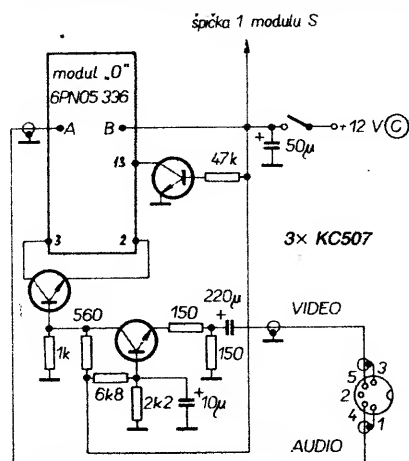 špička 1 modulu S
modul „O"
6PN05 336
A
B
+12 V C
50µ
+
13
47k
3× KC507
3
2
220µ
560
150
+
VIDEO
1k
150
6k8
2k2
+
10µ
5
3
2
4
1
AUDIO